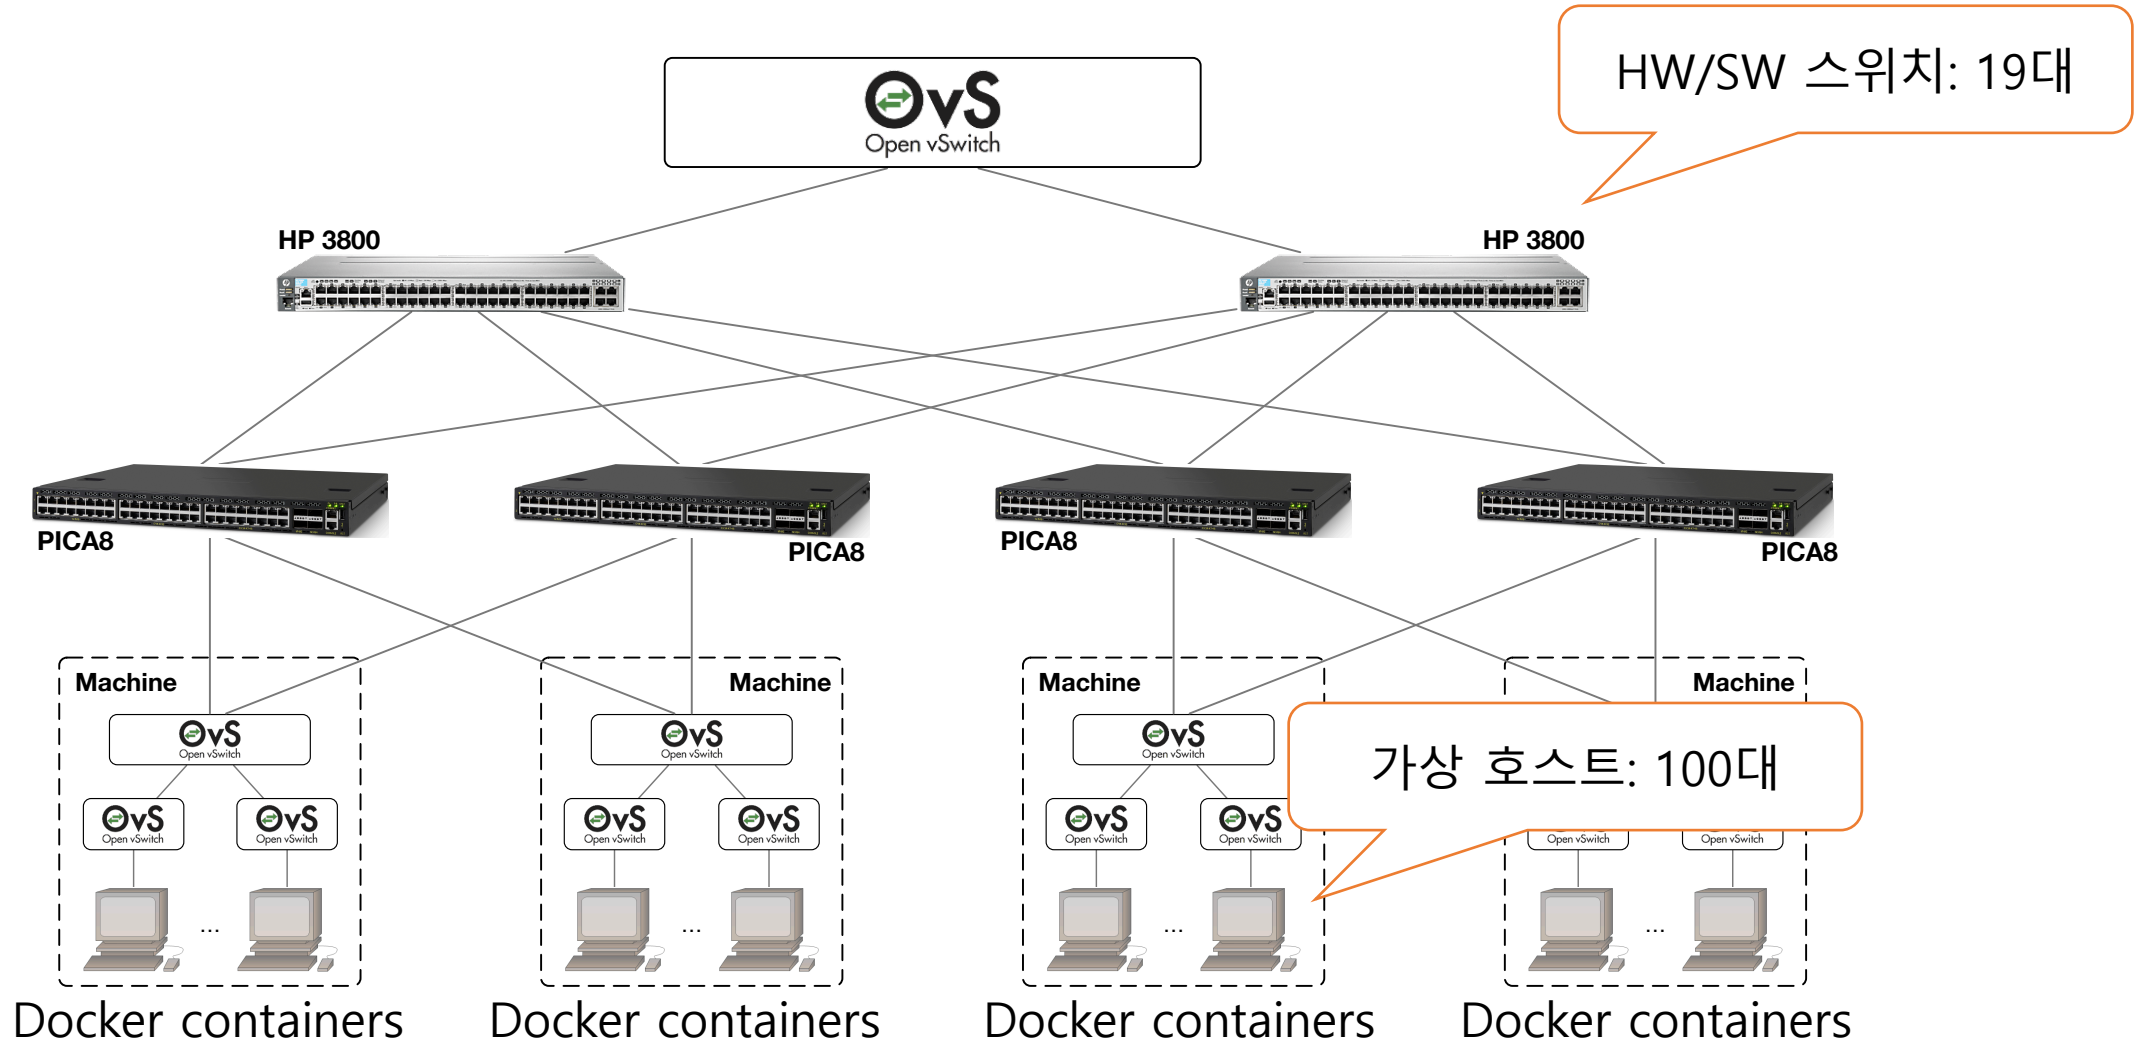 HW/SW 스위치: 19대
OvS
Open vSwitch
HP 3800
HP 3800
PICA8
PICA8
PICA8
PICA8
Machine
Machine
Machine
Machine
OvS
Open vSwitch
OvS
Open vSwitch
OvS
Open vSwitch
가상 호스트: 100대
OvS
Open vSwitch
OvS
Open vSwitch
OvS
Open vSwitch
OvS
Open vSwitch
OvS
Open vSwitch
OvS
Open vSwitch
Open vSwitch
Open vSwitch
...
...
...
...
Docker containers
Docker containers
Docker containers
Docker containers